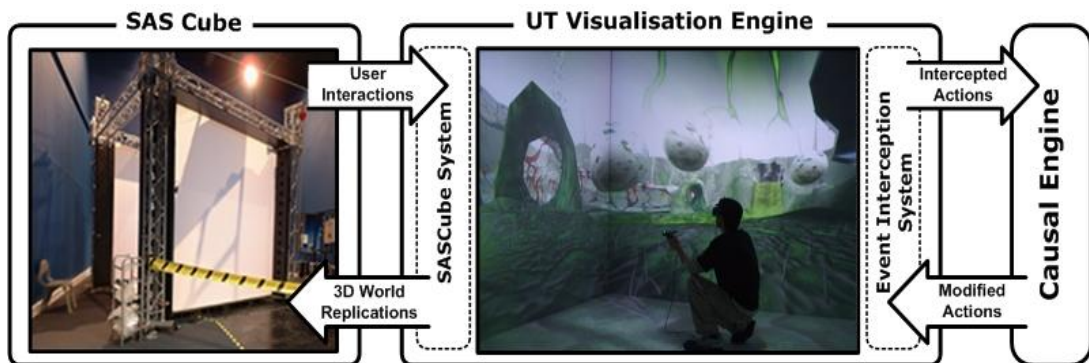 SAS Cube
UT Visualisation Engine
User
Interactions
SASCube System
3D World
Replications
Event Interception
System
Intercepted
Actions
Modified
Actions
Causal Engine